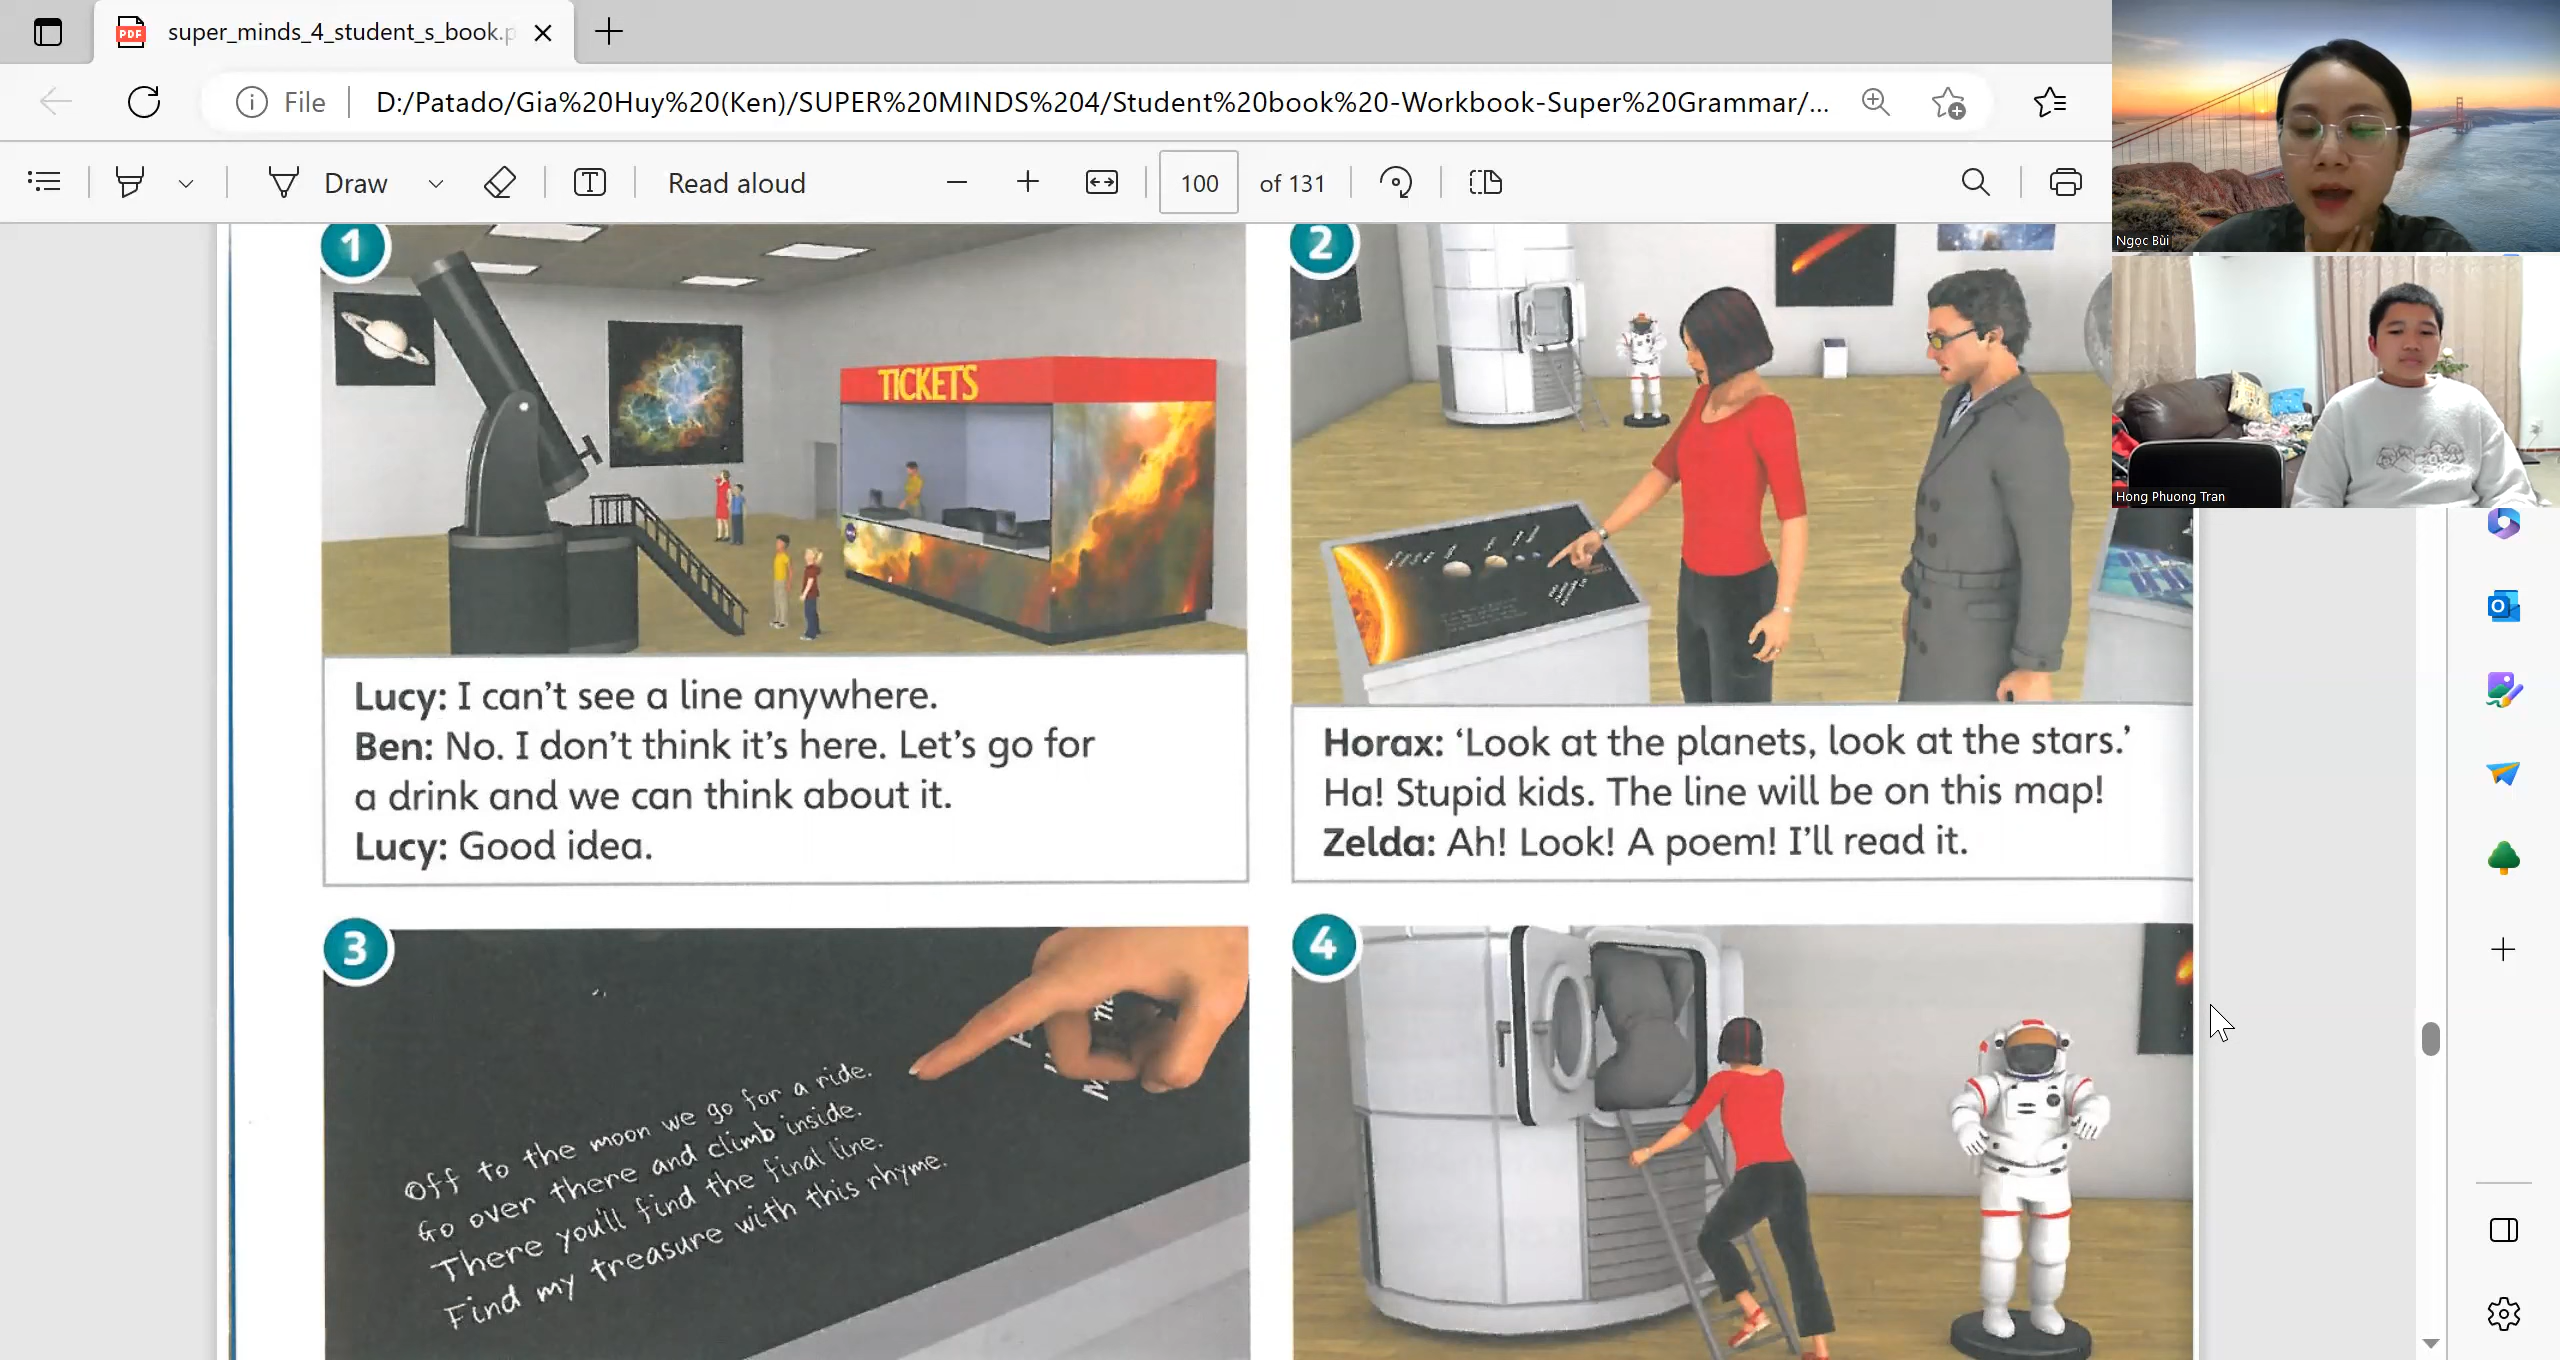 super_minds_4_student_s_book.p
File
D:/Patado/Gia%20Huy%20(Ken)/SUPER%20MINDS%204/Student%20book%20-Workbook-Super%20Grammar/...
Draw
Read aloud
100
of 131
Ngọc Bùi
Hong Phuong Tran
1
TICKETS
Lucy: I can't see a line anywhere.
Ben: No. I don't think it's here. Let's go for
a drink and we can think about it.
Lucy: Good idea.
2
Horax: 'Look at the planets, look at the stars.'
Ha! Stupid kids. The line will be on this map!
Zelda: Ah! Look! A poem! I'll read it.
3
Off to the moon we go for a ride.
Go over there and climb inside.
There you'll find the final line.
Find my treasure with this rhyme.
4